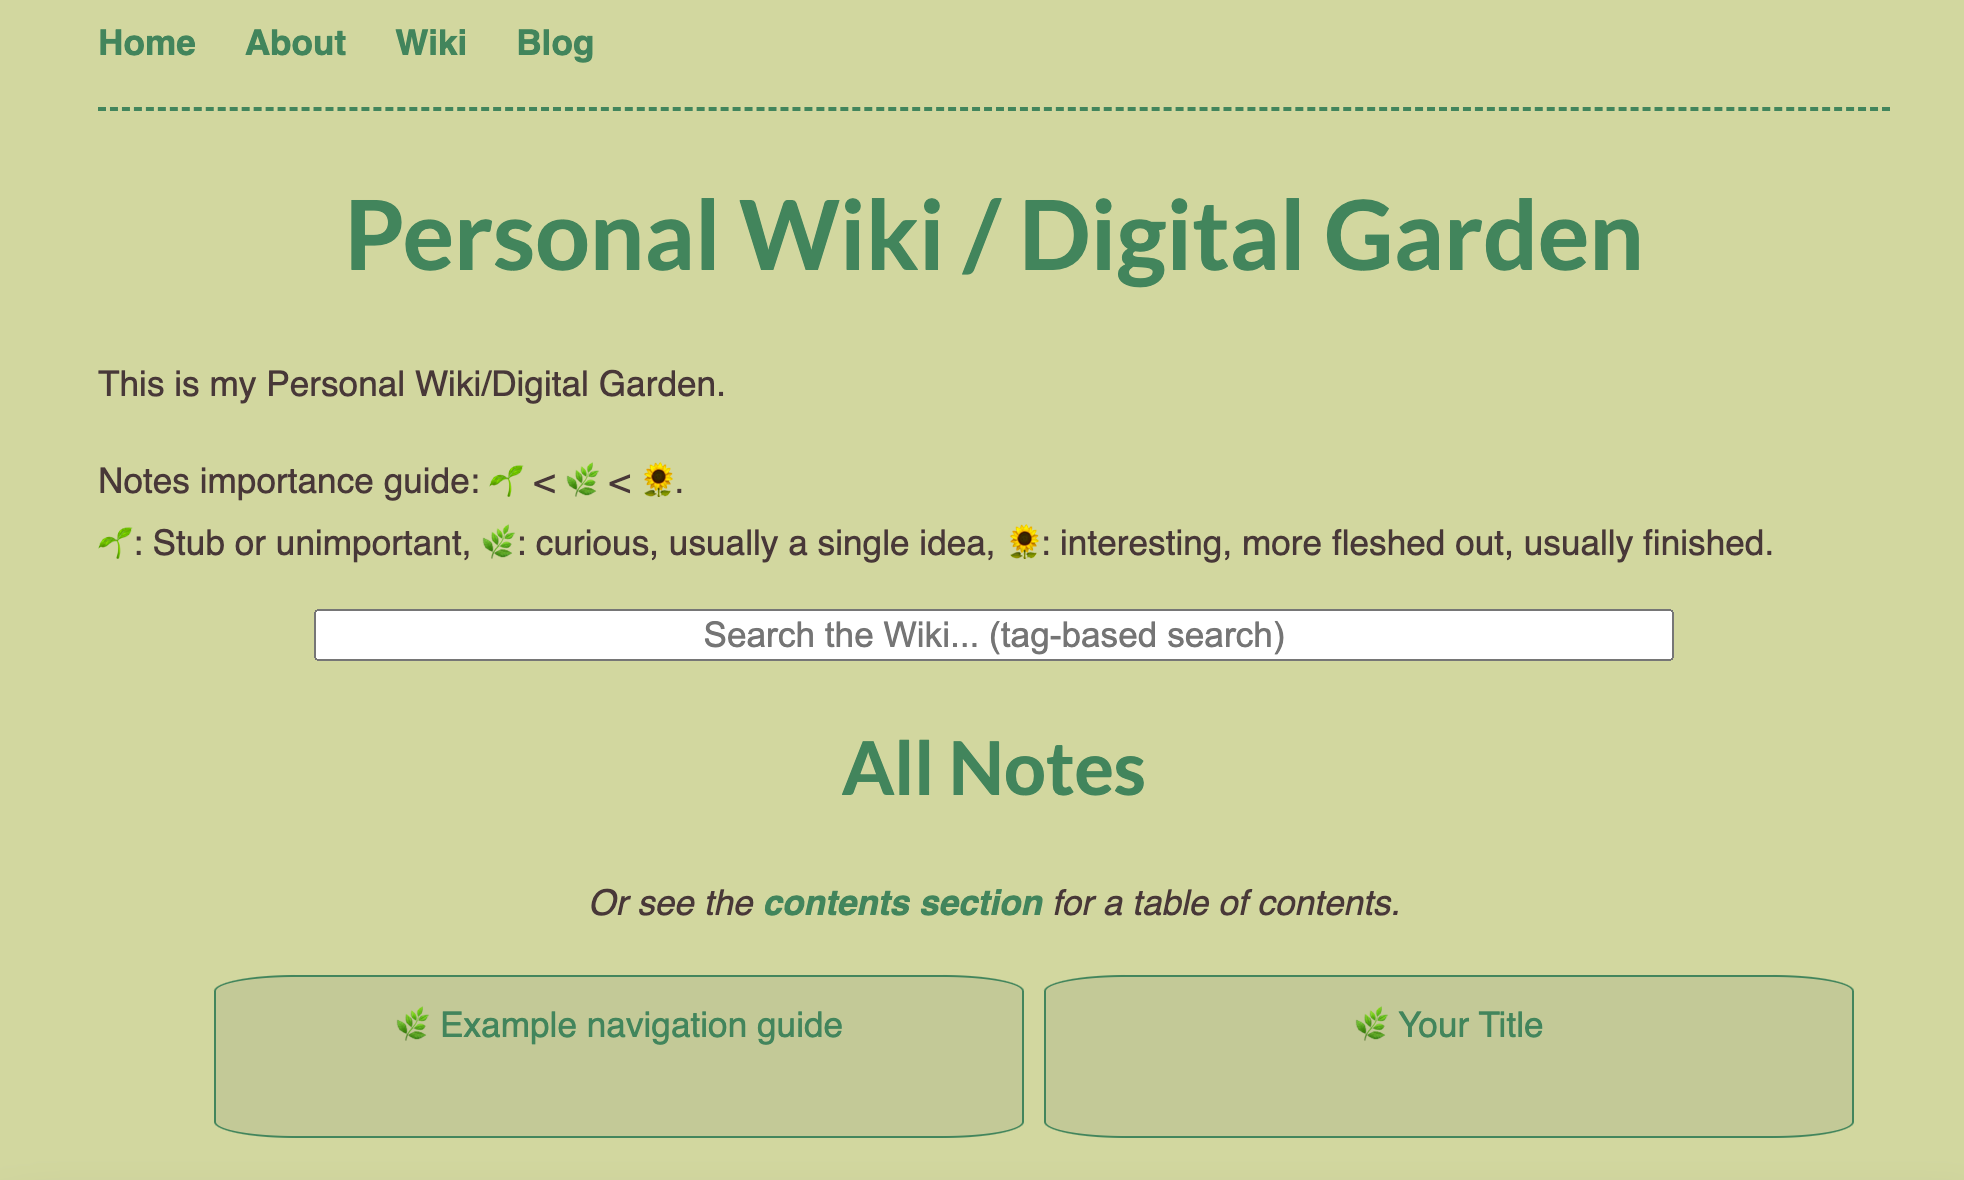 Home About Wiki Blog
Personal Wiki / Digital Garden
This is my Personal Wiki/Digital Garden.
Notes importance guide: 🌱 < 🌿 < 🌻.
🌱: Stub or unimportant, 🌿: curious, usually a single idea, 🌻: interesting, more fleshed out, usually finished.
Search the Wiki... (tag-based search)
All Notes
Or see the contents section for a table of contents.
🌿 Example navigation guide
🌿 Your Title